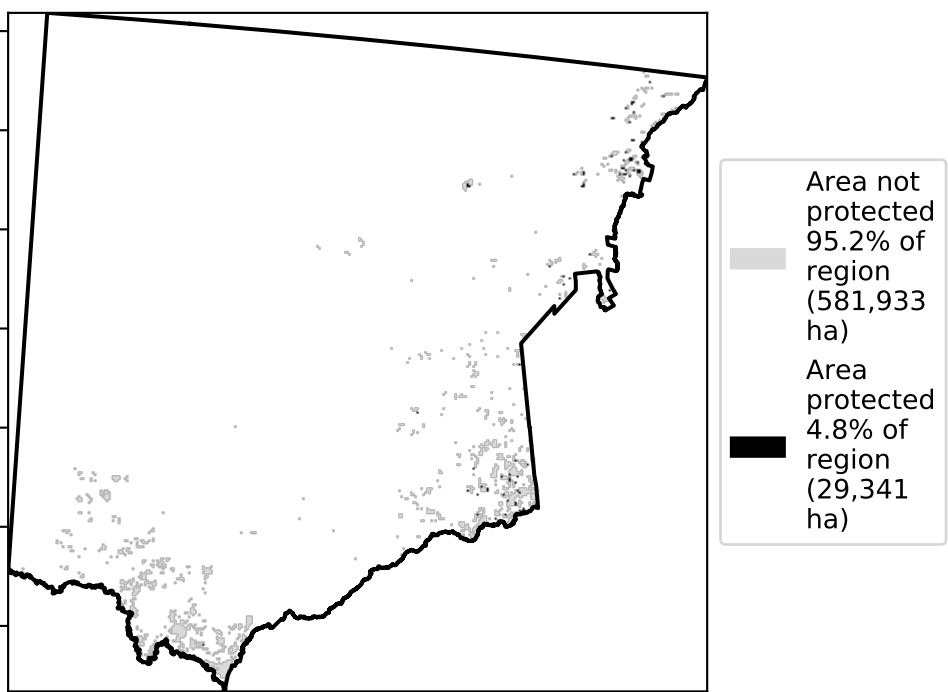 Area not
protected
95.2% of
region
(581,933
ha)
Area
protected
4.8% of
region
(29,341
ha)